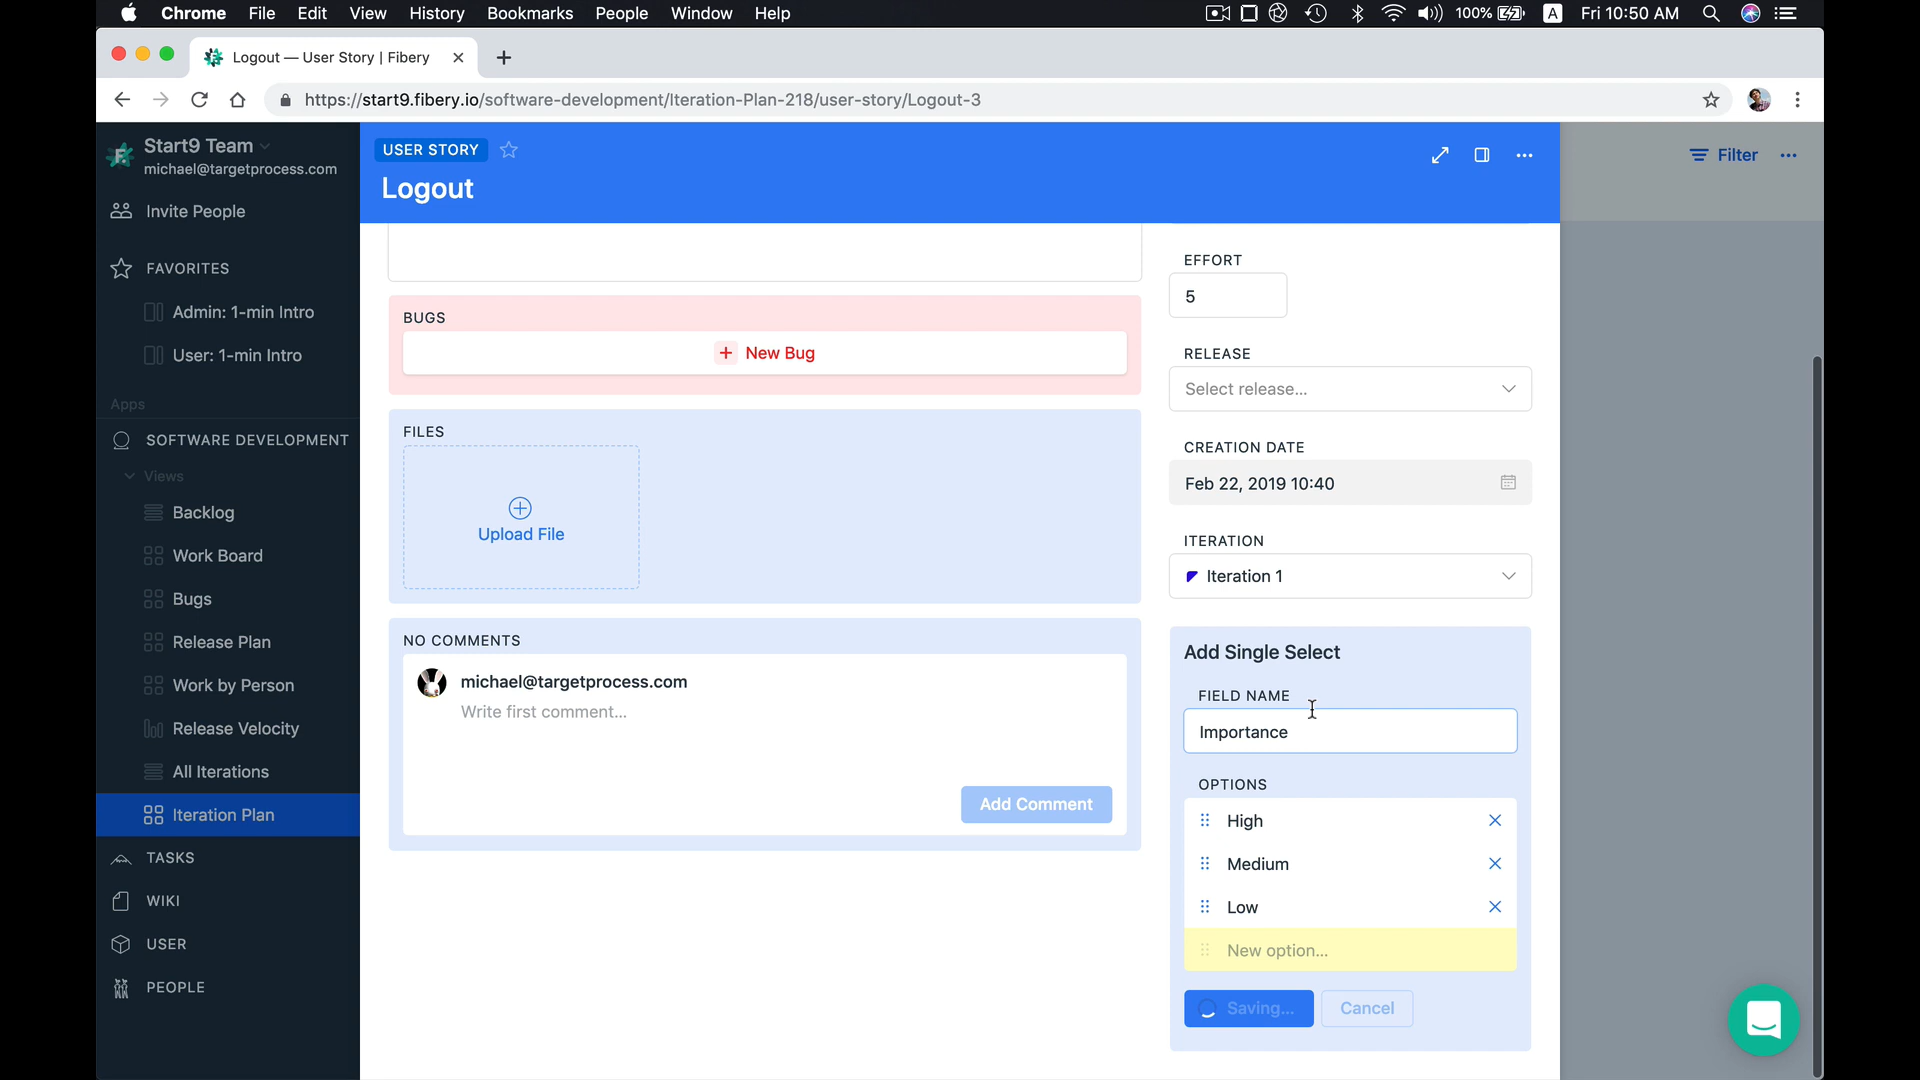 Chrome File Edit View History Bookmarks People Window Help 100% A Fri 10:50 AM
Logout — User Story | Fibery
https://start9.fibery.io/software-development/Iteration-Plan-218/user-story/Logout-3
Start9 Team
michael@targetprocess.com
Invite People
FAVORITES
Admin: 1-min Intro
User: 1-min Intro
Apps
SOFTWARE DEVELOPMENT
Views
Backlog
Work Board
Bugs
Release Plan
Work by Person
Release Velocity
All Iterations
Iteration Plan
TASKS
WIKI
USER
PEOPLE
USER STORY
Logout
BUGS
+ New Bug
FILES
Upload File
NO COMMENTS
michael@targetprocess.com
Write first comment...
Add Comment
EFFORT
5
RELEASE
Select release...
CREATION DATE
Feb 22, 2019 10:40
ITERATION
Iteration 1
Add Single Select
FIELD NAME
Importance
OPTIONS
High
Medium
Low
New option...
Saving...
Cancel
Filter